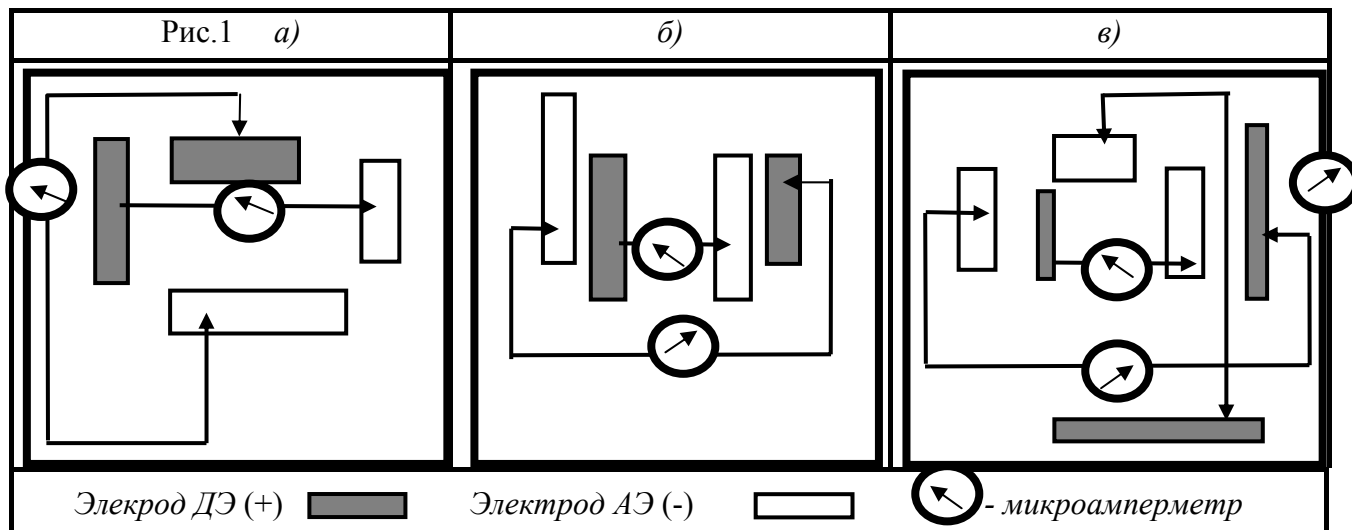 Рис.1 а) б) в)
Элекрод ДЭ (+) Электрод АЭ (-) - микроамперметр